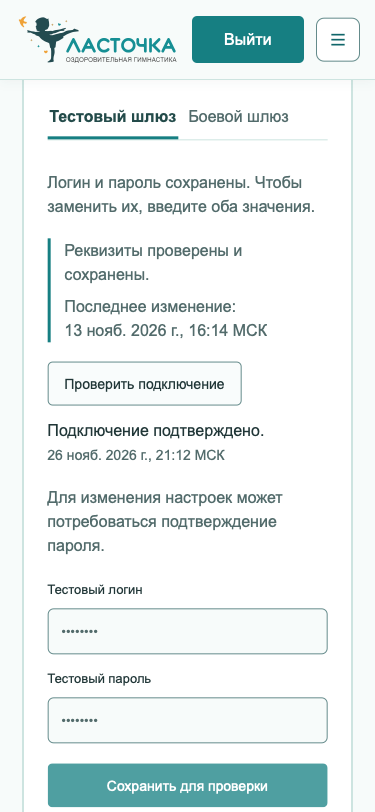 ЛАСТОЧКА
ОЗДОРОВИТЕЛЬНАЯ ГИМНАСТИКА
Выйти
Тестовый шлюз
Боевой шлюз
Логин и пароль сохранены. Чтобы
заменить их, введите оба значения.
Реквизиты проверены и
сохранены.
Последнее изменение:
13 нояб. 2026 г., 16:14 МСК
Проверить подключение
Подключение подтверждено.
26 нояб. 2026 г., 21:12 МСК
Для изменения настроек может
потребоваться подтверждение
пароля.
Тестовый логин
••••••••
Тестовый пароль
••••••••
Сохранить для проверки